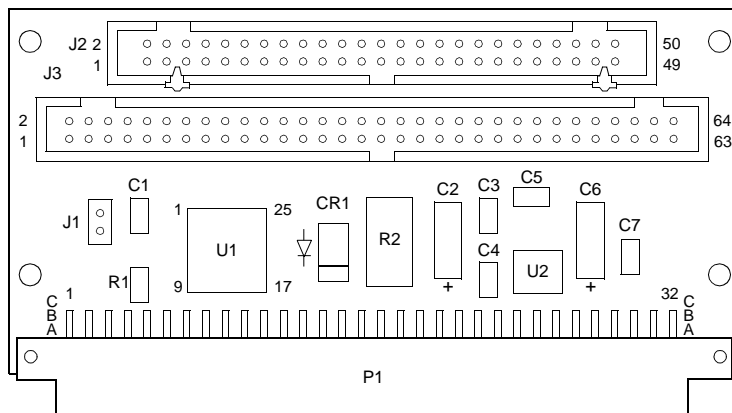 J2 2 50
1 49
J3
2 64
1 63
C1 C2 C3 C5 C6
CR1
J1 1 25 C7
U1 R2
C4
U2
R1 9 17
+ +
C 1 32 C
B B
A A
P1